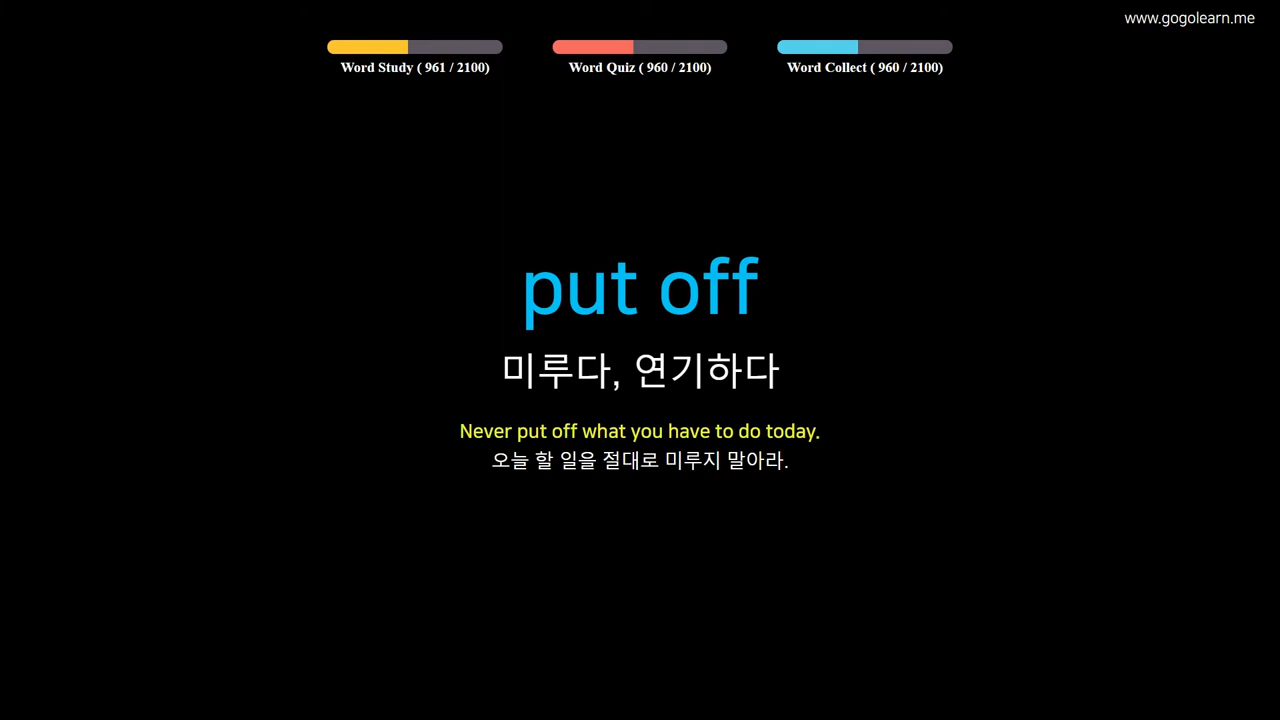 www.gogolearn.me
Word Study ( 961 / 2100)
Word Quiz ( 960 / 2100)
Word Collect ( 960 / 2100)
put off
미루다, 연기하다
Never put off what you have to do today.
오늘 할 일을 절대로 미루지 말아라.